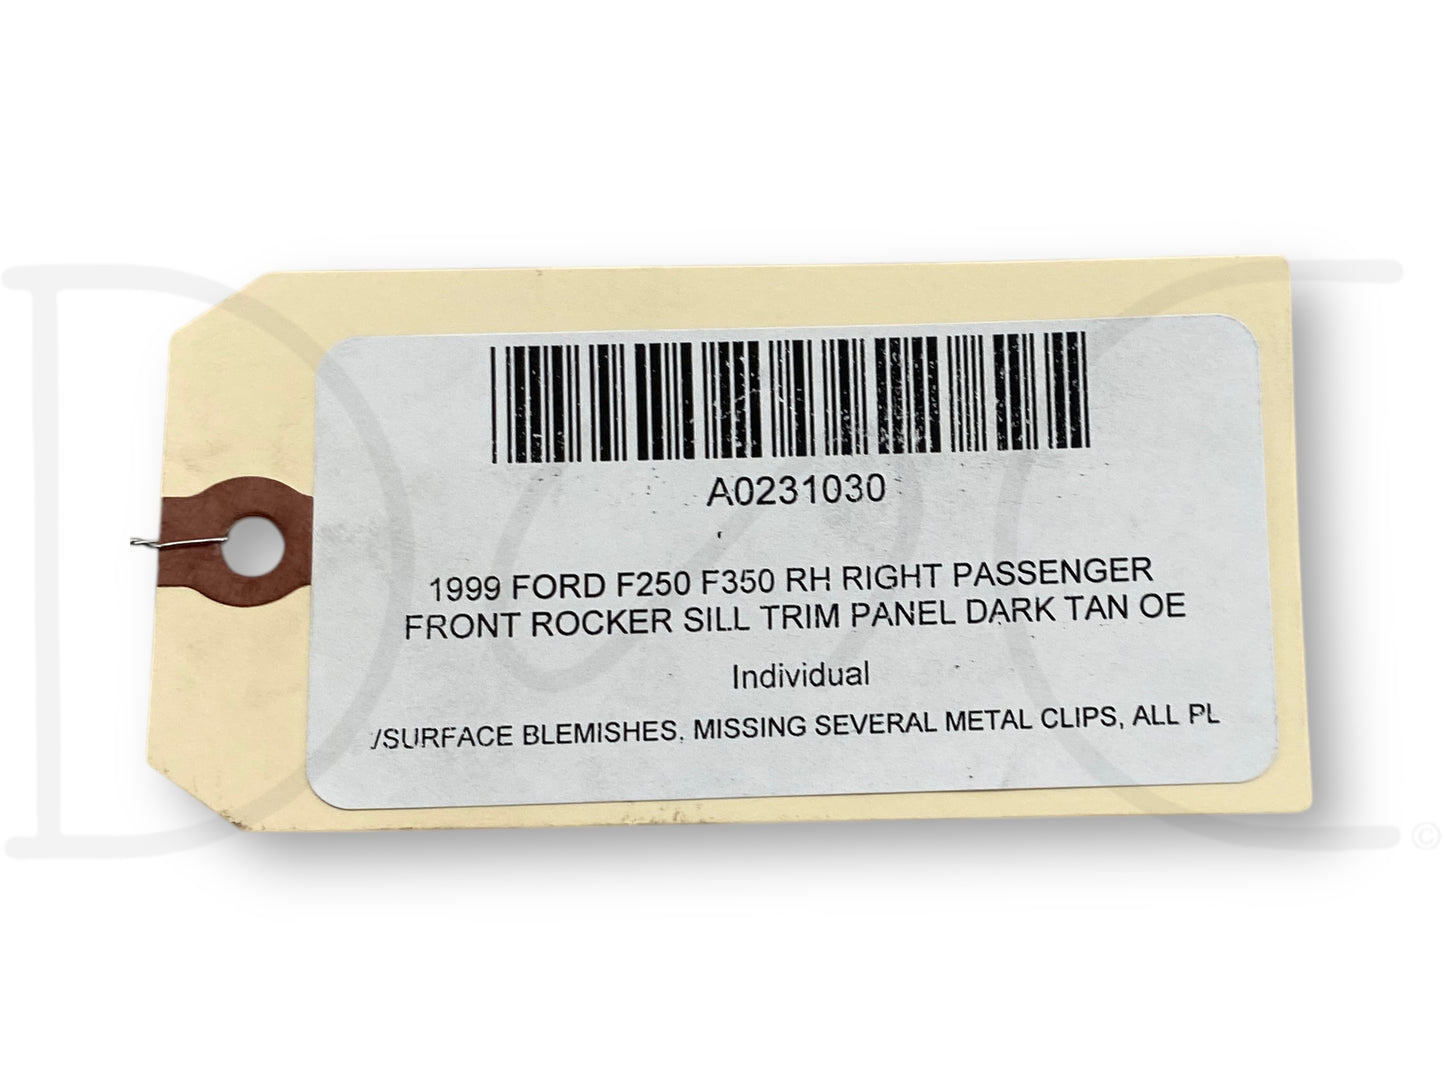 A0231030
1999 FORD F250 F350 RH RIGHT PASSENGER
FRONT ROCKER SILL TRIM PANEL DARK TAN OE
Individual
/SURFACE BLEMISHES, MISSING SEVERAL METAL CLIPS, ALL PL
D C ©